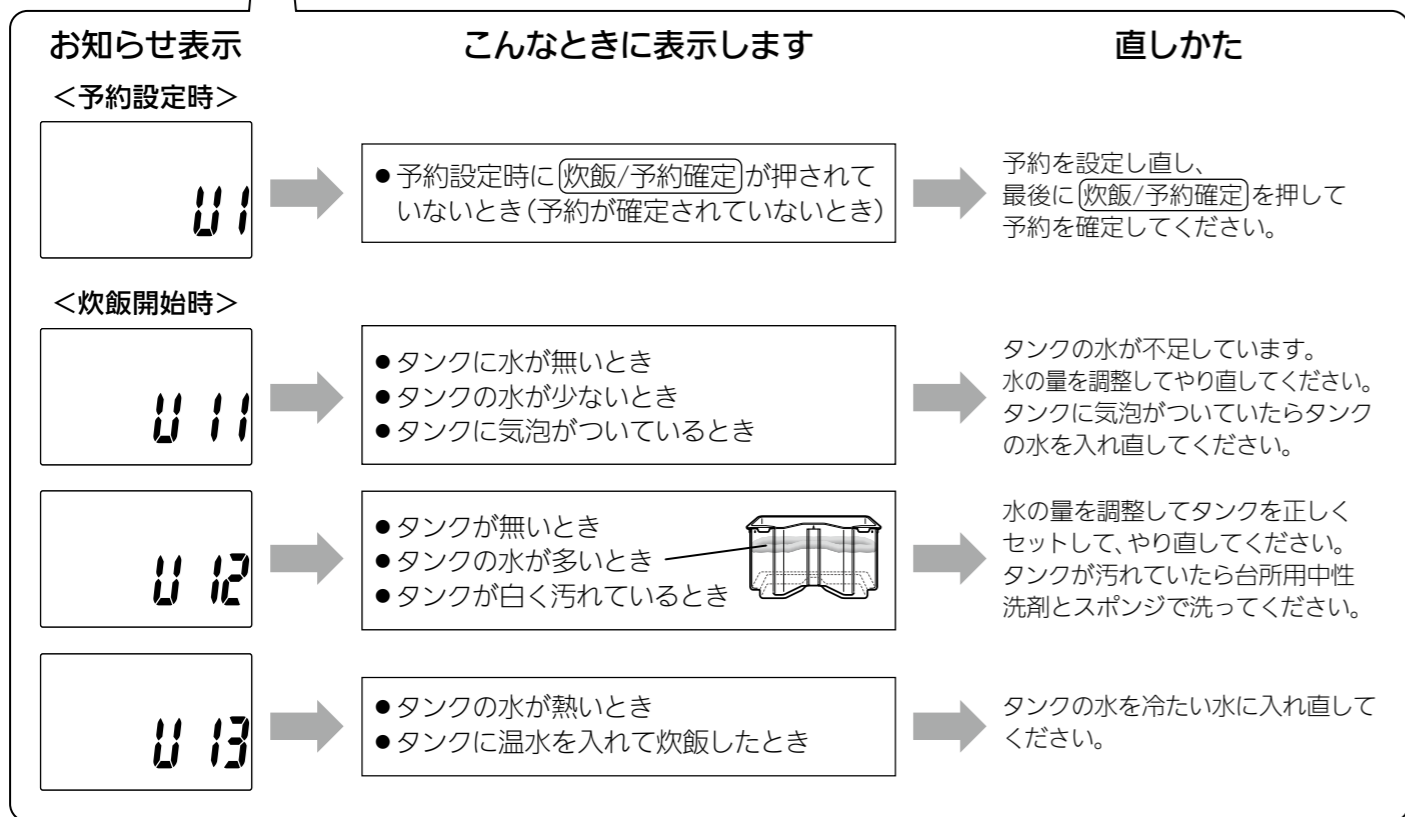 お知らせ表示
こんなときに表示します
直しかた
＜予約設定時＞
U1
●予約設定時に炊飯/予約確定が押されて
いないとき（予約が確定されていないとき）
予約を設定し直し、
最後に炊飯/予約確定を押して
予約を確定してください。
＜炊飯開始時＞
U11
●タンクに水が無いとき
●タンクの水が少ないとき
●タンクに気泡がついているとき
タンクの水が不足しています。
水の量を調整してやり直してください。
タンクに気泡がついていたらタンク
の水を入れ直してください。
U12
●タンクが無いとき
●タンクの水が多いとき
●タンクが白く汚れているとき
水の量を調整してタンクを正しく
セットして、やり直してください。
タンクが汚れていたら台所用中性
洗剤とスポンジで洗ってください。
U13
●タンクの水が熱いとき
●タンクに温水を入れて炊飯したとき
タンクの水を冷たい水に入れ直して
ください。